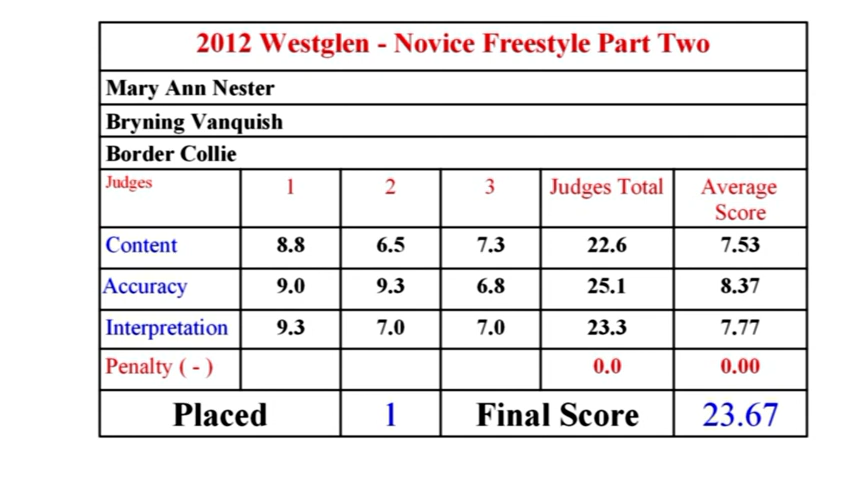 2012 Westglen - Novice Freestyle Part Two
Mary Ann Nester
Bryning Vanquish
Border Collie
Judges 1 2 3 Judges Total Average Score
Content 8.8 6.5 7.3 22.6 7.53
Accuracy 9.0 9.3 6.8 25.1 8.37
Interpretation 9.3 7.0 7.0 23.3 7.77
Penalty ( - ) 0.0 0.00
Placed 1 Final Score 23.67